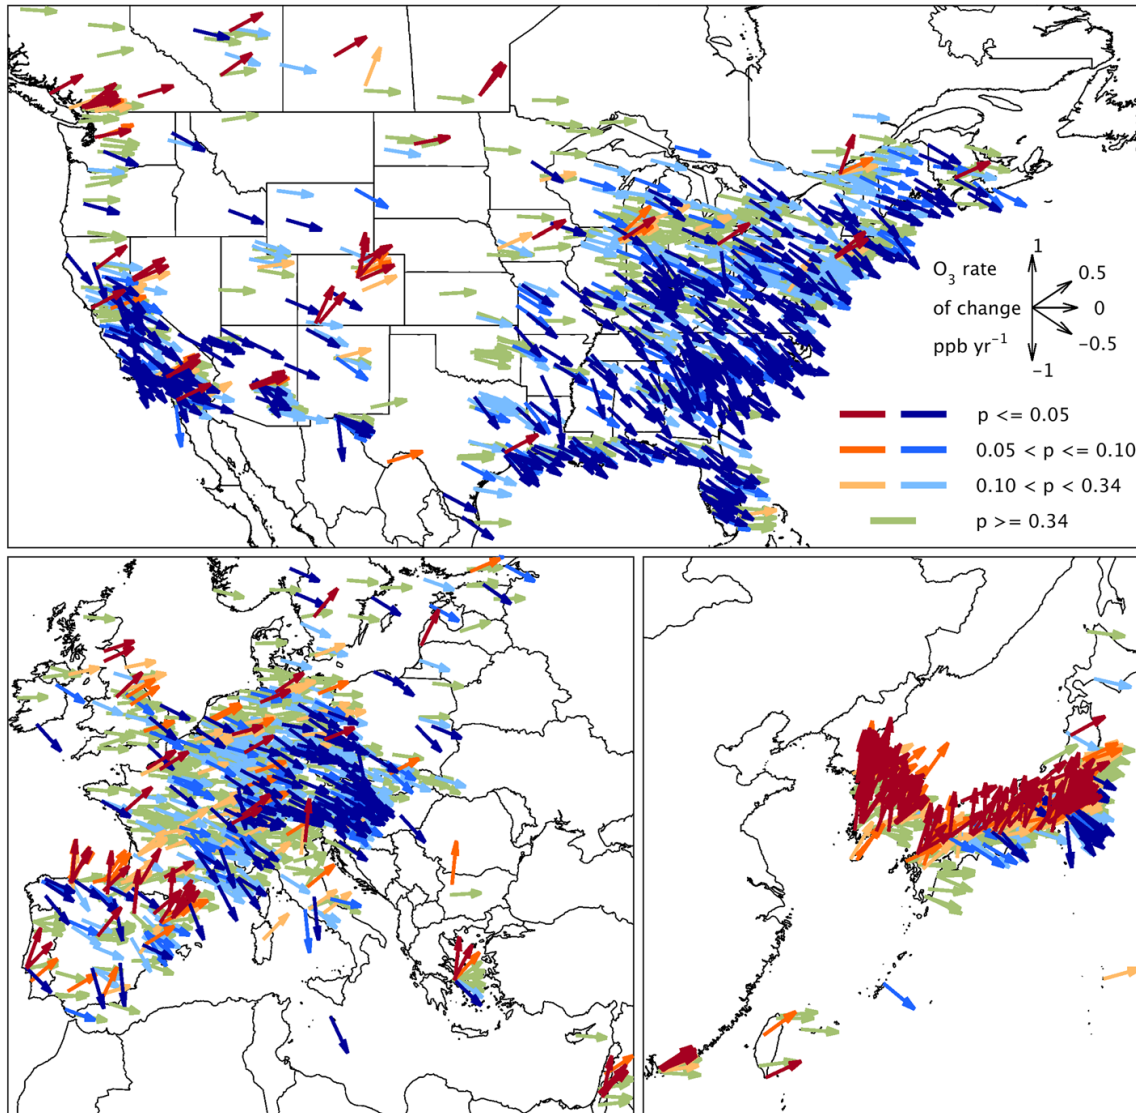 1
O3 rate
0.5
of change
0
ppb yr−1
−0.5
−1
p <= 0.05
0.05 < p <= 0.10
0.10 < p < 0.34
p >= 0.34